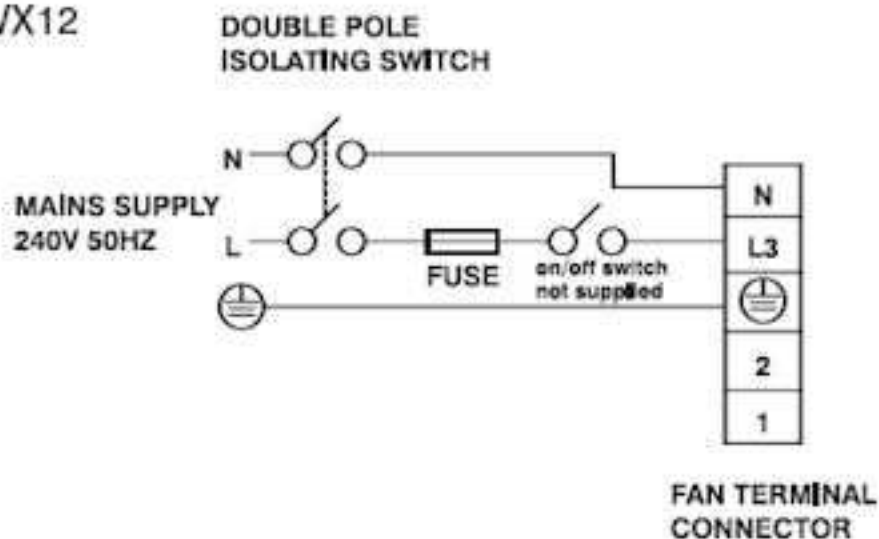 DOUBLE POLE
ISOLATING SWITCH
N
MAINS SUPPLY
240V 50HZ
L
FUSE
on/off switch
not supplied
N
L3
2
1
FAN TERMINAL
CONNECTOR